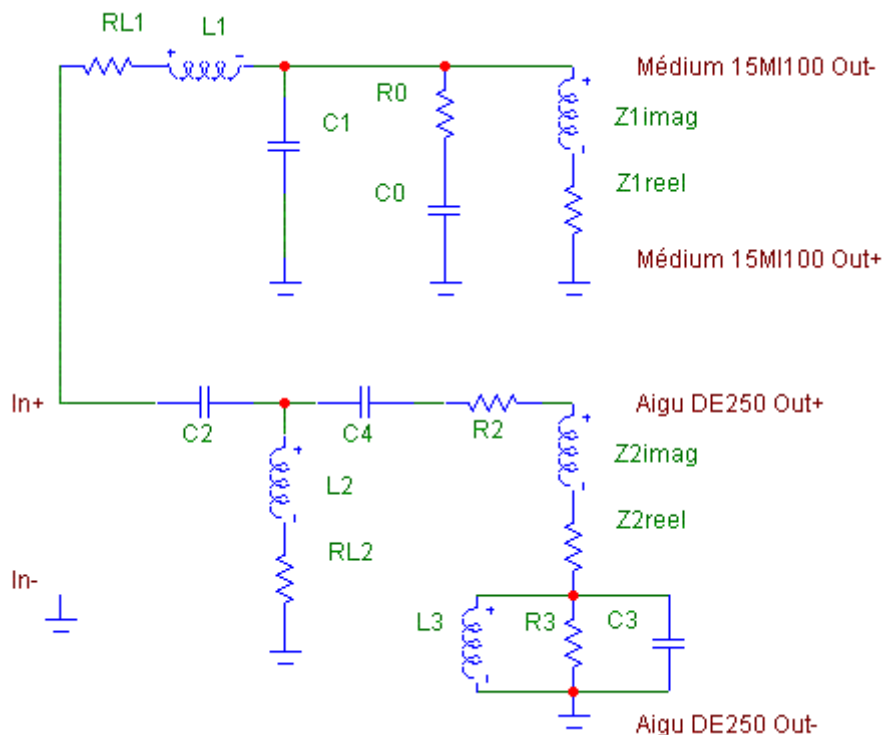 RL1 L1
Médium 15MI100 Out-
R0
C1
Z1imag
C0
Z1reel
Médium 15MI100 Out+
In+
Aigu DE250 Out+
C2
C4
R2
Z2imag
L2
Z2reel
RL2
In-
L3
R3
C3
Aigu DE250 Out-